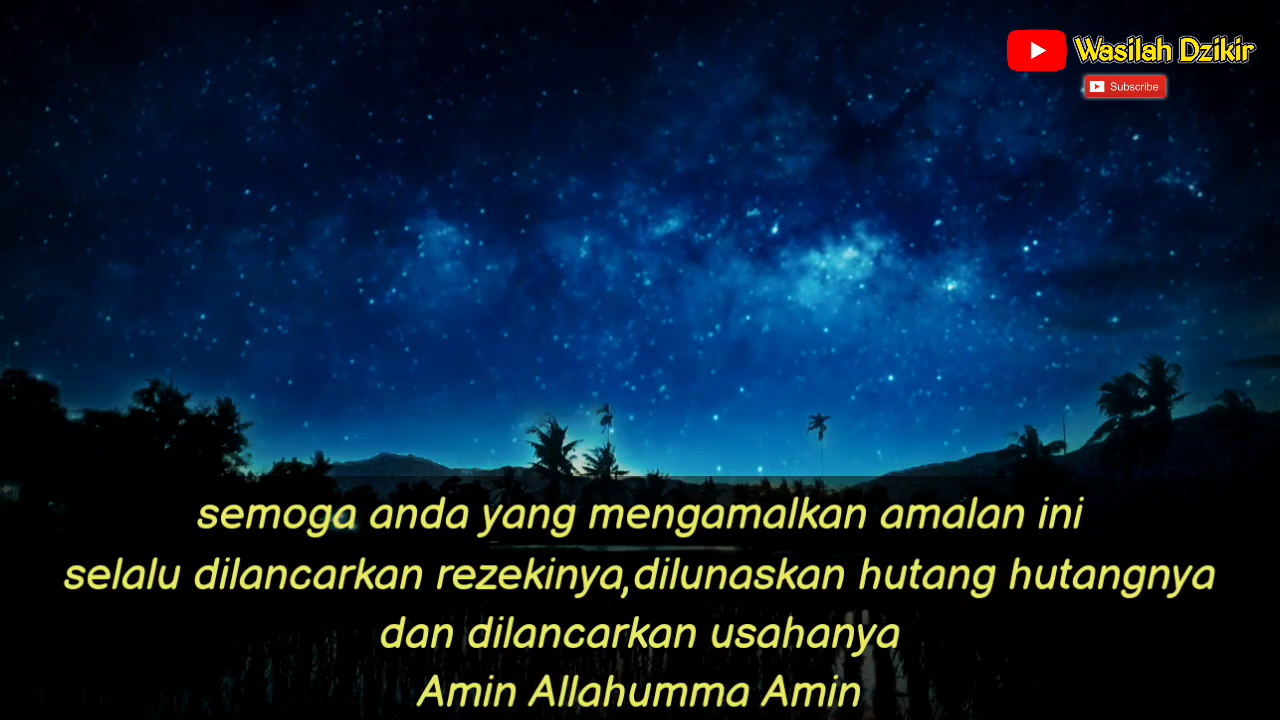 Wasilah Dzikir
Subscribe
semoga anda yang mengamalkan amalan ini
selalu dilancarkan rezekinya,dilunaskan hutang hutangnya
dan dilancarkan usahanya
Amin Allahumma Amin